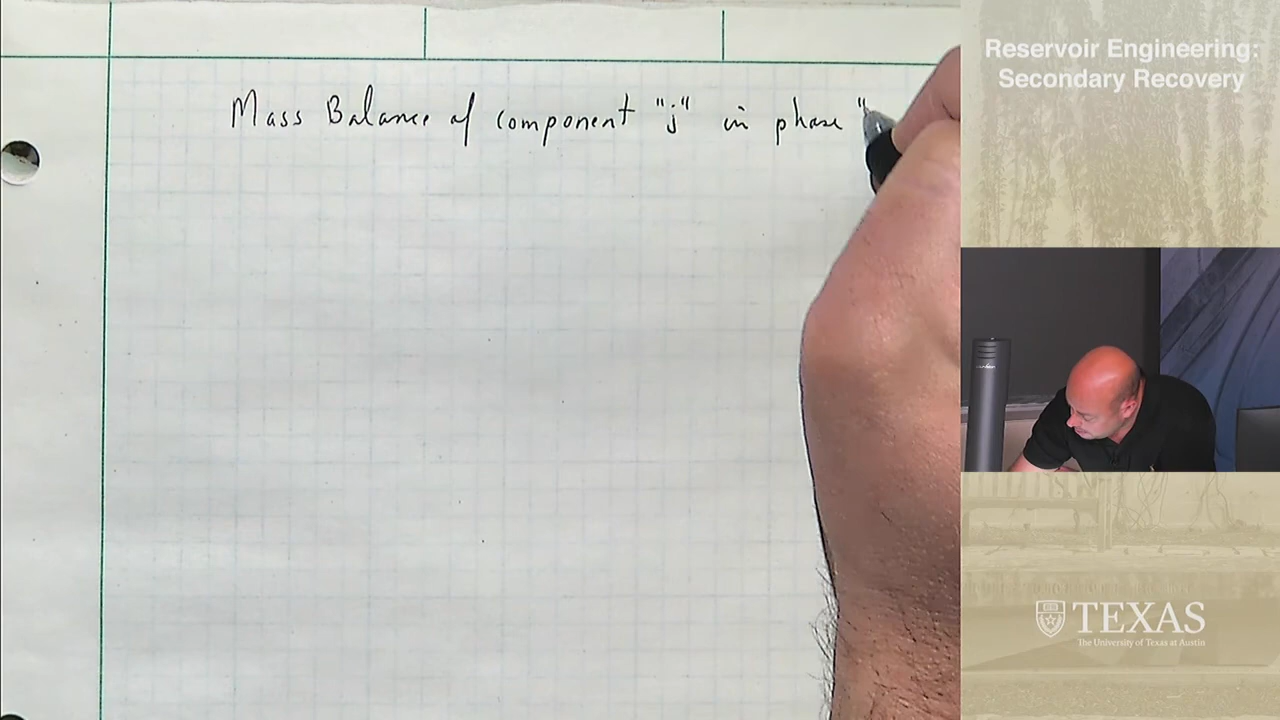 Mass Balance of component "j" in phase "
Reservoir Engineering:
Secondary Recovery
TEXAS
The University of Texas at Austin